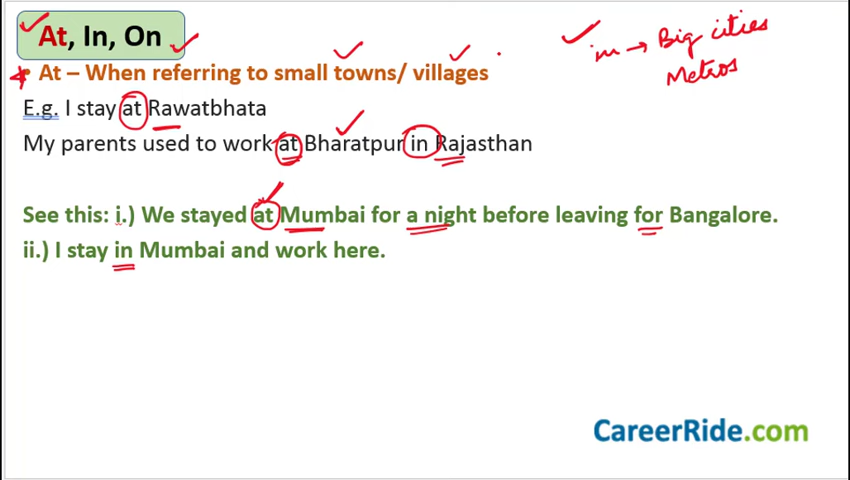 At, In, On
in → Big cities
Metros
• At – When referring to small towns/ villages
E.g. I stay at Rawatbhata
My parents used to work at Bharatpur in Rajasthan
See this: i.) We stayed at Mumbai for a night before leaving for Bangalore.
ii.) I stay in Mumbai and work here.
CareerRide.com